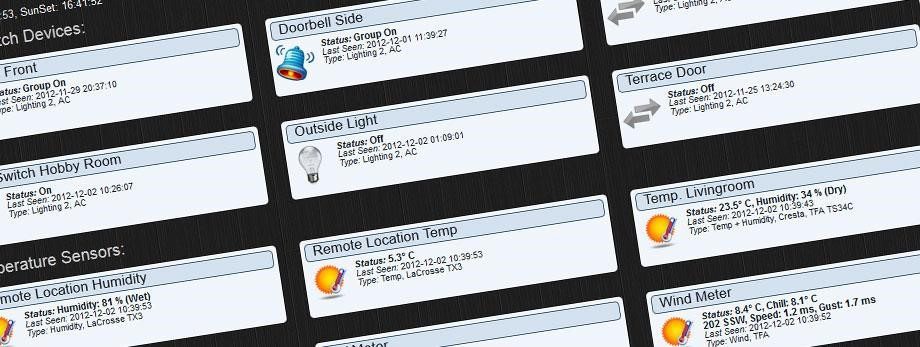 :53, SunSet: 16:41:52
tch Devices:
Front
Status: Group On
Last Seen: 2012-11-29 20:37:10
Type: Lighting 2, AC
Doorbell Side
Status: Group On
Last Seen: 2012-12-01 11:39:27
Type: Lighting 2, AC
Type: Lighting 2, AC
Switch Hobby Room
Status: On
Last Seen: 2012-12-02 10:26:07
Type: Lighting 2, AC
Outside Light
Status: Off
Last Seen: 2012-12-02 01:09:01
Type: Lighting 2, AC
Terrace Door
Status: Off
Last Seen: 2012-11-25 13:24:30
Type: Lighting 2, AC
perature Sensors:
mote Location Humidity
Status: Humidity: 81 % (Wet)
Last Seen: 2012-12-02 10:39:53
Type: Humidity, LaCrosse TX3
Remote Location Temp
Status: 5.3° C
Last Seen: 2012-12-02 10:39:53
Type: Temp, LaCrosse TX3
Temp. Livingroom
Status: 23.5° C, Humidity: 34 % (Dry)
Last Seen: 2012-12-02 10:39:43
Type: Temp + Humidity, Cresta, TFA TS34C
Meter
Wind Meter
Status: 8.4° C, Chill: 8.1° C
202 SSW, Speed: 1.2 ms, Gust: 1.7 ms
Last Seen: 2012-12-02 10:39:52
Type: Wind, TFA